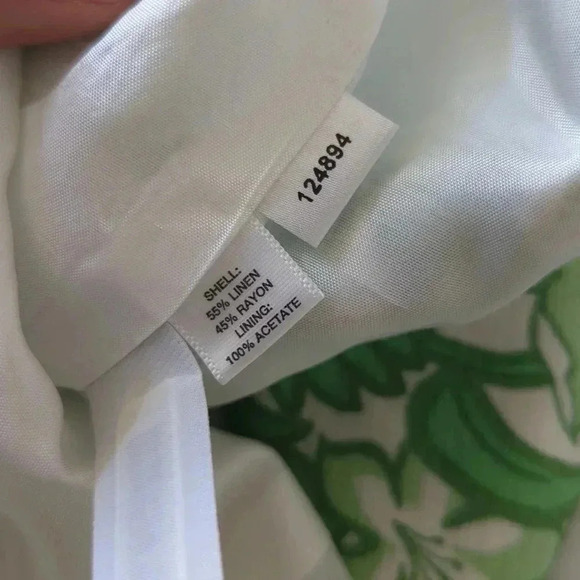 124894
SHELL:
55% LINEN
45% RAYON
LINING:
100% ACETATE